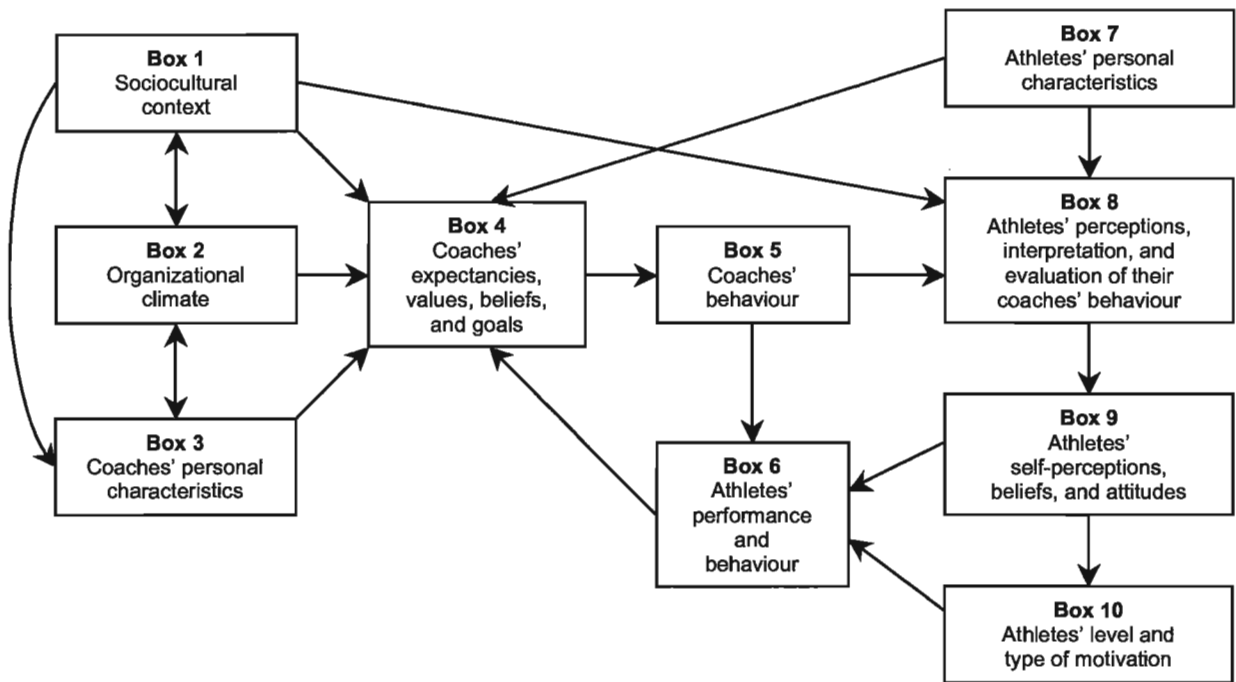 Box 1
Sociocultural
context
Box 2
Organizational
climate
Box 3
Coaches' personal
characteristics
Box 4
Coaches'
expectancies,
values, beliefs,
and goals
Box 5
Coaches'
behaviour
Box 6
Athletes'
performance
and
behaviour
Box 7
Athletes' personal
characteristics
Box 8
Athletes' perceptions,
interpretation, and
evaluation of their
coaches' behaviour
Box 9
Athletes'
self-perceptions,
beliefs, and attitudes
Box 10
Athletes' level and
type of motivation